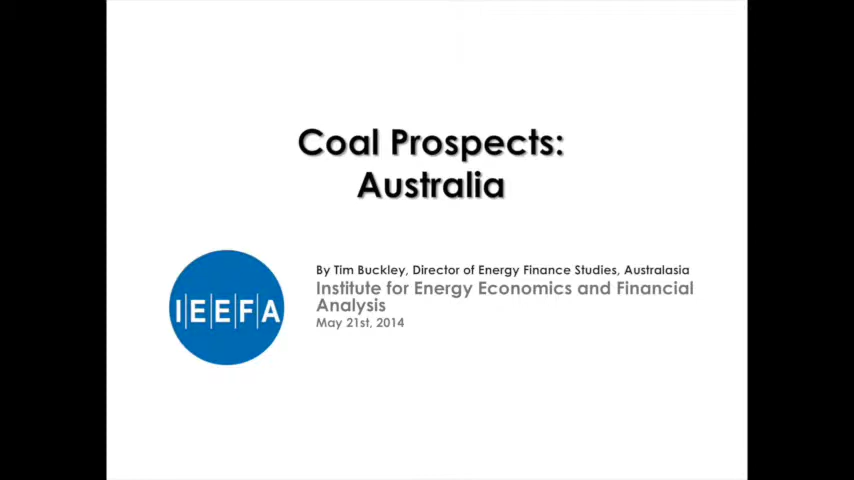 Coal Prospects:
Australia
By Tim Buckley, Director of Energy Finance Studies, Australasia
Institute for Energy Economics and Financial
Analysis
May 21st, 2014
I|E|E|F|A